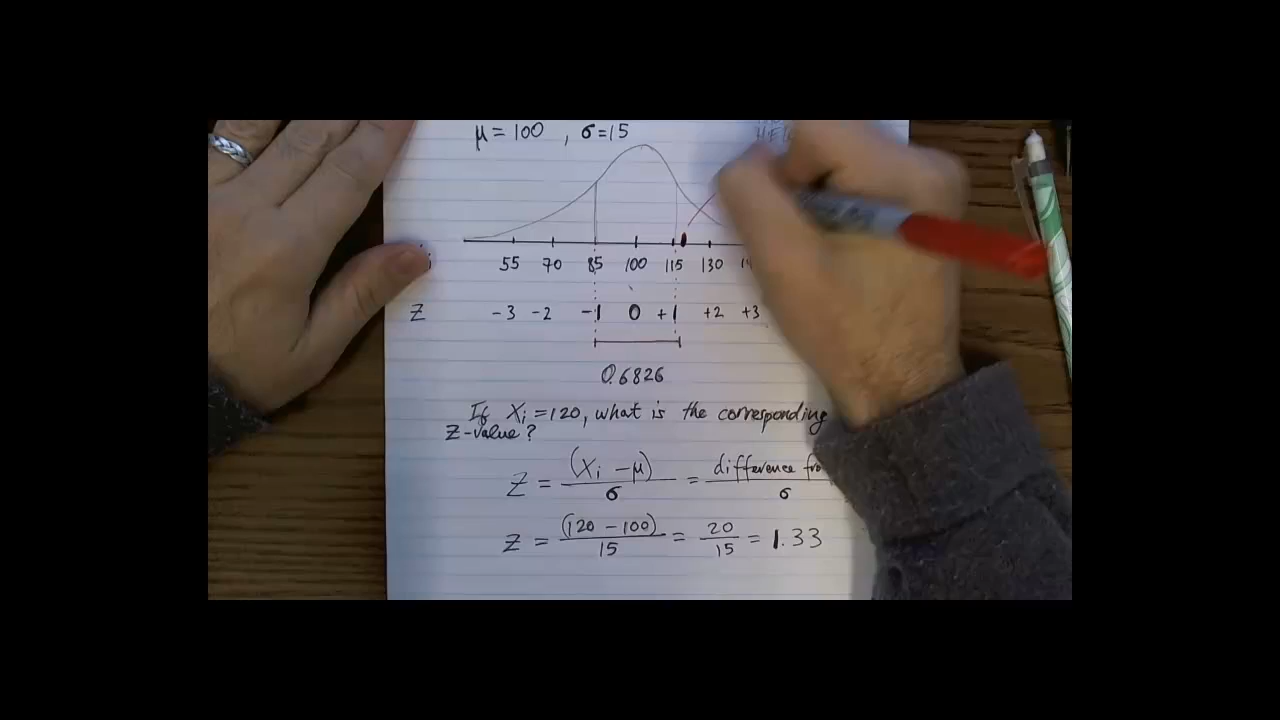 μ = 100 , σ = 15
55 70 85 100 115 130
Z -3 -2 -1 0 +1 +2 +3
0.6826
If Xi = 120, what is the corresponding
Z-value?
Z = (Xi - μ) / σ = difference / σ
Z = (120 - 100) / 15 = 20 / 15 = 1.33